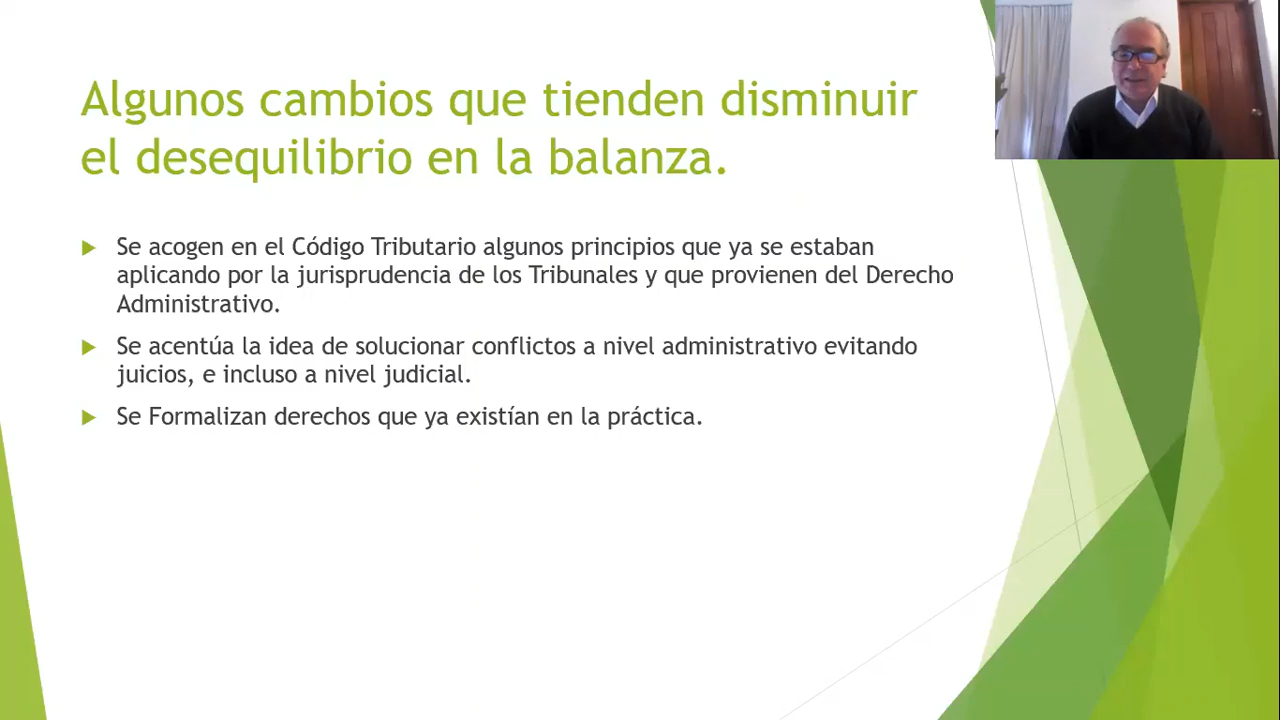 Algunos cambios que tienden disminuir
el desequilibrio en la balanza.
Se acogen en el Código Tributario algunos principios que ya se estaban
aplicando por la jurisprudencia de los Tribunales y que provienen del Derecho
Administrativo.
Se acentúa la idea de solucionar conflictos a nivel administrativo evitando
juicios, e incluso a nivel judicial.
Se Formalizan derechos que ya existían en la práctica.